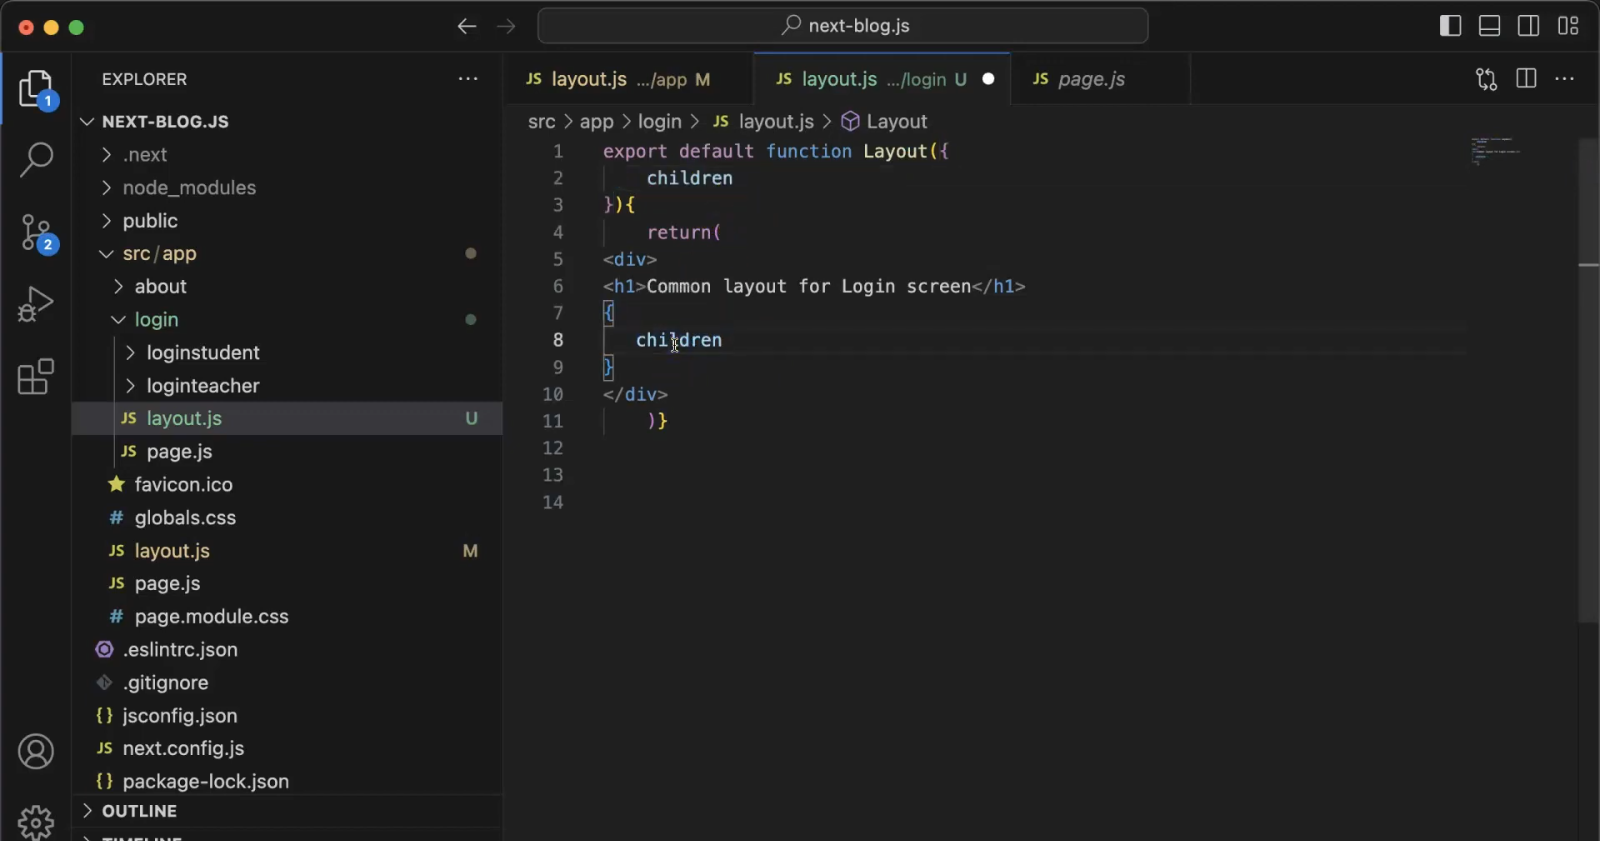 next-blog.js
EXPLORER
1
2
NEXT-BLOG.JS
.next
node_modules
public
src/app
about
login
loginstudent
loginteacher
JS layout.js U
JS page.js
favicon.ico
# globals.css
JS layout.js M
JS page.js
# page.module.css
.eslintrc.json
.gitignore
{} jsconfig.json
JS next.config.js
{} package-lock.json
OUTLINE
TIMELINE
JS layout.js .../app M
JS layout.js .../login U
JS page.js
src > app > login > JS layout.js > Layout
1 export default function Layout({
2 children
3 }){
4 return(
5 <div>
6 <h1>Common layout for Login screen</h1>
7 {
8 children
9 }
10 </div>
11 )}
12
13
14